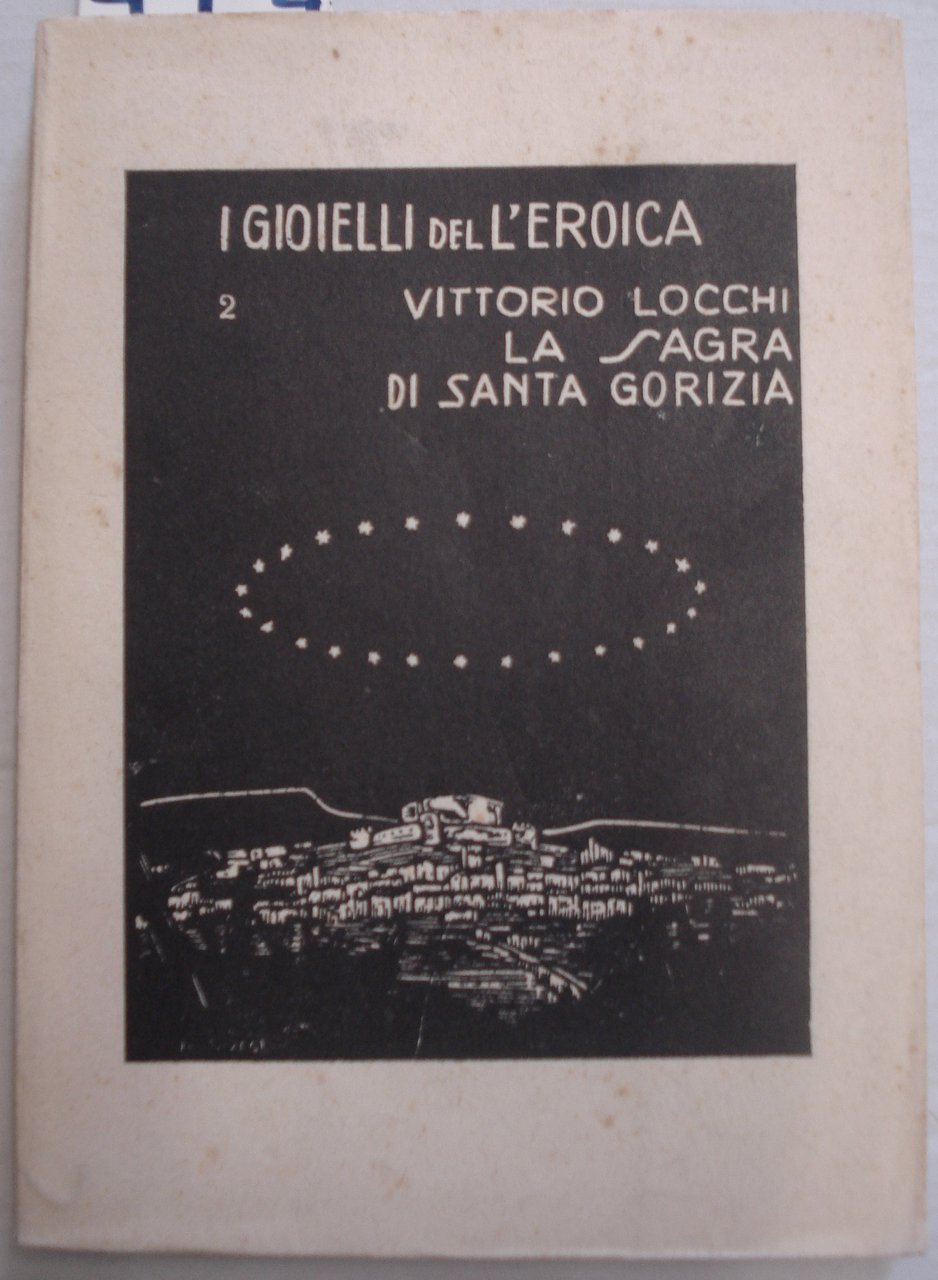 I GIOIELLI DEL L'EROICA
2 VITTORIO LOCCHI
LA SAGRA
DI SANTA GORIZIA